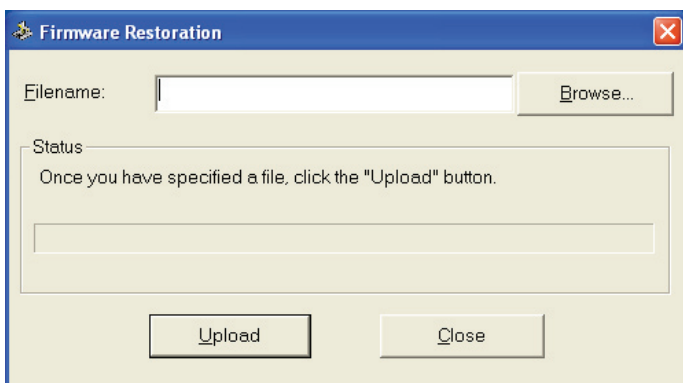 Firmware Restoration
Filename:
Browse...
Status
Once you have specified a file, click the "Upload" button.
Upload
Close